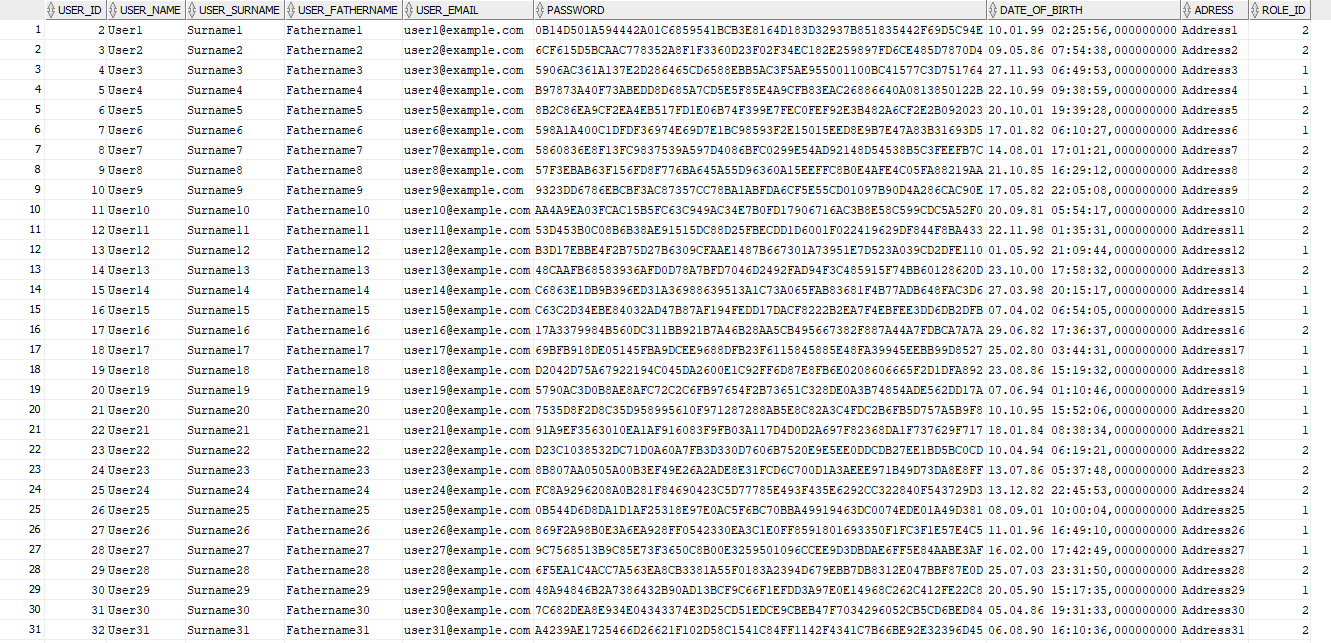 USER_ID USER_NAME USER_SURNAME USER_FATHERNAME USER_EMAIL PASSWORD DATE_OF_BIRTH ADRESS ROLE_ID
1 2 User1 Surname1 Fathername1 user1@example.com 0B14D501A594442A01C6859541BCB3E8164D183D32937B851835442F69D5C94E 10.01.99 02:25:56,000000000 Address1 2
2 3 User2 Surname2 Fathername2 user2@example.com 6CF615D5BCAAC778352A8F1F3360D23F02F34EC182E259897FD6CE485D7870D4 09.05.86 07:54:38,000000000 Address2 2
3 4 User3 Surname3 Fathername3 user3@example.com 5906AC361A137E2D286465CD6588EBB5AC3F5AE955001100BC41577C3D751764 27.11.93 06:49:53,000000000 Address3 1
4 5 User4 Surname4 Fathername4 user4@example.com B97873A40F73ABEDD8D685A7CD5E5F85E4A9CFB83EAC26886640A0813850122B 22.10.99 09:38:59,000000000 Address4 1
5 6 User5 Surname5 Fathername5 user5@example.com 8B2C86EA9CF2EA4EB517FD1E06B74F399E7FEC0FEF92E3B482A6CF2E2B092023 20.10.01 19:39:28,000000000 Address5 2
6 7 User6 Surname6 Fathername6 user6@example.com 598A1A400C1DFDF36974E69D7E1BC98593F2E15015EED8E9B7E47A83B31693D5 17.01.82 06:10:27,000000000 Address6 1
7 8 User7 Surname7 Fathername7 user7@example.com 5860836E8F13FC9837539A597D4086BFC0299E54AD92148D54538B5C3FEEFB7C 14.08.01 17:01:21,000000000 Address7 1
8 9 User8 Surname8 Fathername8 user8@example.com 57F3EBAB63F156FD8F776BA645A55D96360A15EEFFC8B0E4AFE4C05FA88219AA 21.10.85 16:29:12,000000000 Address8 2
9 10 User9 Surname9 Fathername9 user9@example.com 9323DD6786EBCBF3AC87357CC78BA1ABFDA6CF5E55CD01097B90D4A286CAC90E 17.05.82 22:05:08,000000000 Address9 2
10 11 User10 Surname10 Fathername10 user10@example.com AA4A9EA03FCAC15B5FC63C949AC34E7B0FD17906716AC3B8E58C599CDC5A52F0 20.09.81 05:54:17,000000000 Address10 2
11 12 User11 Surname11 Fathername11 user11@example.com 53D453B0C08B6B38AE91515DC88D25FBECDD1D6001F022419629DF844F8BA433 22.11.98 01:35:31,000000000 Address11 2
12 13 User12 Surname12 Fathername12 user12@example.com B3D17EBBE4F2B75D27B6309CFAAE1487B667301A73951E7D523A039CD2DFE110 01.05.92 21:09:44,000000000 Address12 1
13 14 User13 Surname13 Fathername13 user13@example.com 48CAAFB68583936AFD0D78A7BFD7046D2492FAD94F3C485915F74BB60128620D 23.10.00 17:58:32,000000000 Address13 2
14 15 User14 Surname14 Fathername14 user14@example.com C6863E1DB9B396ED31A36988639513A1C73A065FAB83681F4B77ADB648FAC3D6 27.03.98 20:15:17,000000000 Address14 1
15 16 User15 Surname15 Fathername15 user15@example.com C63C2D34EBE84032AD47B87AF194FEDD17DACF8222B2EA7F4EBFEE3DD6DB2DFB 07.04.02 06:54:05,000000000 Address15 1
16 17 User16 Surname16 Fathername16 user16@example.com 17A3379984B560DC311BB921B7A46B28AA5CB495667382F887A44A7FDBCA7A7A 29.06.82 17:36:37,000000000 Address16 2
17 18 User17 Surname17 Fathername17 user17@example.com 69BFB918DE05145FBA9DCEE9688DFB23F6115845885E48FA39945EEBB99D8527 25.02.80 03:44:31,000000000 Address17 1
18 19 User18 Surname18 Fathername18 user18@example.com D2042D75A67922194C045DA2600E1C92FF6D87E8FB6E0208606665F2D1DFA892 23.08.86 15:19:32,000000000 Address18 1
19 20 User19 Surname19 Fathername19 user19@example.com 5790AC3D0B8AE8AFC72C2C6FB97654F2B73651C328DE0A3B74854ADE562DD17A 07.06.94 01:10:46,000000000 Address19 1
20 21 User20 Surname20 Fathername20 user20@example.com 7535D8F2D8C35D958995610F971287288AB5E8C82A3C4FDC2B6FB5D757A5B9F8 10.10.95 15:52:06,000000000 Address20 1
21 22 User21 Surname21 Fathername21 user21@example.com 91A9EF3563010EA1AF916083F9FB03A117D4D0D2A697F82368DA1F737629F717 18.01.84 08:38:34,000000000 Address21 1
22 23 User22 Surname22 Fathername22 user22@example.com D23C1038532DC71D0A60A7FB3D330D7606B7520E9E5EE0DDCDB27EE1BD5BC0CD 10.04.94 06:19:21,000000000 Address22 1
23 24 User23 Surname23 Fathername23 user23@example.com 8B807AA0505A00B3EF49E26A2ADE8E31FCD6C700D1A3AEEE971B49D73DA8E8FF 13.07.86 05:37:48,000000000 Address23 2
24 25 User24 Surname24 Fathername24 user24@example.com FC8A9296208A0B281F84690423C5D77785E493F435E6292CC322840F543729D3 13.12.82 22:45:53,000000000 Address24 2
25 26 User25 Surname25 Fathername25 user25@example.com 0B544D6D8DA1D1AF25318E97E0AC5F6BC70BBA49919463DC0074EDE01A49D381 08.09.01 10:00:04,000000000 Address25 1
26 27 User26 Surname26 Fathername26 user26@example.com 869F2A98B0E3A6EA928FF0542330EA3C1E0FF8591801693350F1FC3F1E57E4C5 11.01.96 16:49:10,000000000 Address26 1
27 28 User27 Surname27 Fathername27 user27@example.com 9C7568513B9C85E73F3650C8B00E3259501096CCEE9D3DBDAE6FF5E84AABE3AF 16.02.00 17:42:49,000000000 Address27 1
28 29 User28 Surname28 Fathername28 user28@example.com 6F5EA1C4ACC7A563EA8CB3381A55F0183A2394D679EBB7DB8312E047BBF87E0D 25.07.03 23:31:50,000000000 Address28 2
29 30 User29 Surname29 Fathername29 user29@example.com 48A94846B2A7386432B90AD13BCF9C66F1EFDD3A97E0E14968C262C412FE22C8 20.05.90 15:17:35,000000000 Address29 1
30 31 User30 Surname30 Fathername30 user30@example.com 7C682DEA8E934E04343374E3D25CD51EDCE9CBEB47F7034296052CB5CD6BED84 05.04.86 19:31:33,000000000 Address30 2
31 32 User31 Surname31 Fathername31 user31@example.com A4239AE1725466D26621F102D58C1541C84FF1142F4341C7B66BE92E32396D45 06.08.90 16:10:36,000000000 Address31 2